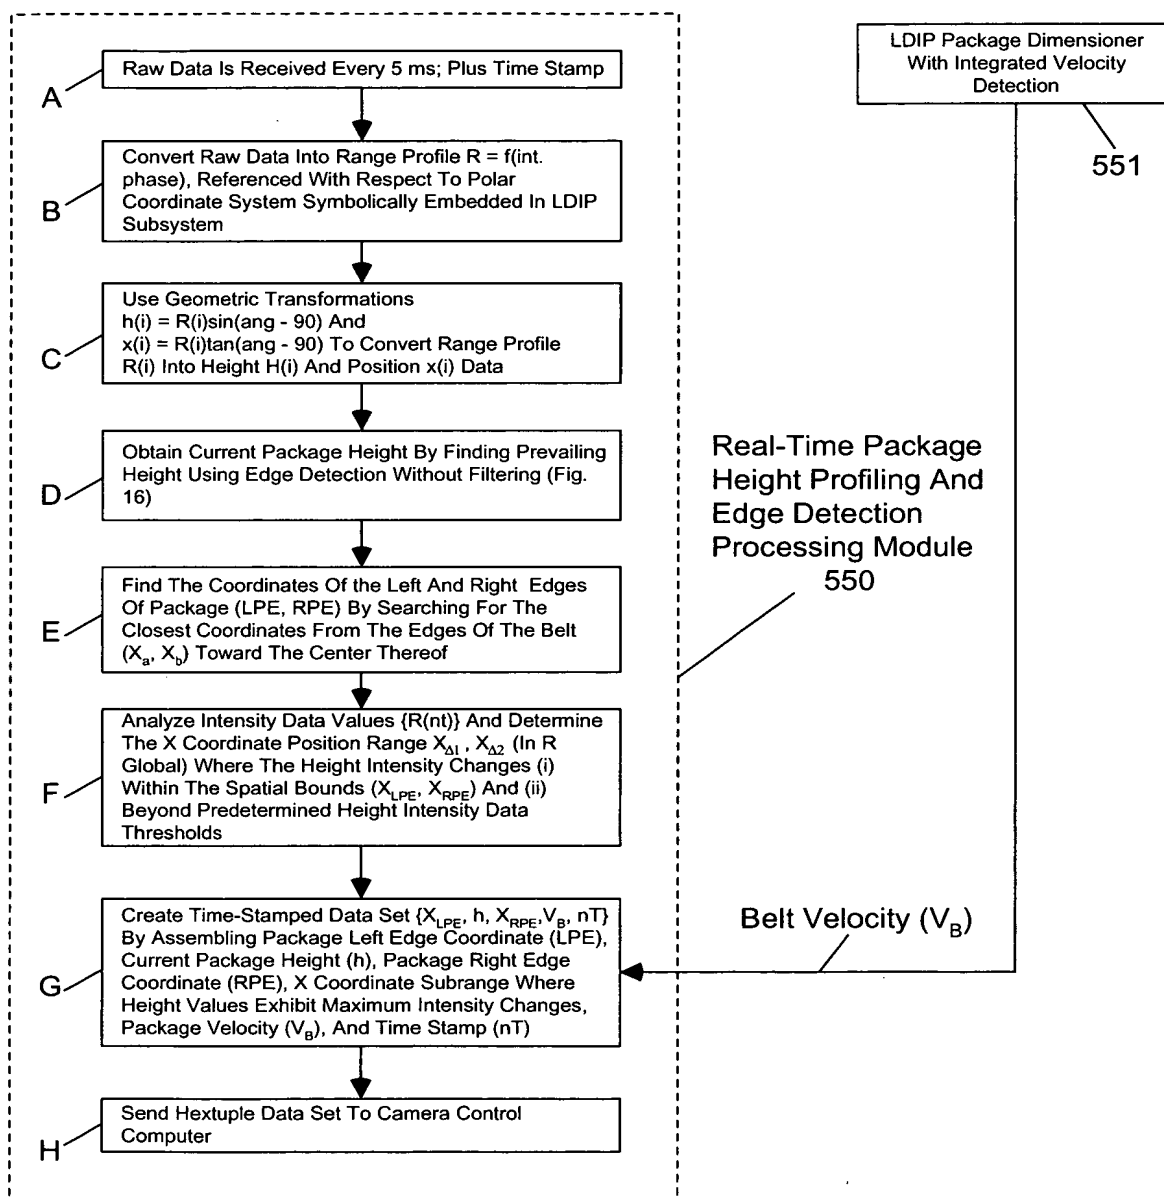 A
Raw Data Is Received Every 5 ms; Plus Time Stamp
B
Convert Raw Data Into Range Profile R = f(int.
phase), Referenced With Respect To Polar
Coordinate System Symbolically Embedded In LDIP
Subsystem
C
Use Geometric Transformations
h(i) = R(i)sin(ang - 90) And
x(i) = R(i)tan(ang - 90) To Convert Range Profile
R(i) Into Height H(i) And Position x(i) Data
D
Obtain Current Package Height By Finding Prevailing
Height Using Edge Detection Without Filtering (Fig.
16)
E
Find The Coordinates Of the Left And Right Edges
Of Package (LPE, RPE) By Searching For The
Closest Coordinates From The Edges Of The Belt
(Xa, Xb) Toward The Center Thereof
F
Analyze Intensity Data Values {R(nt)} And Determine
The X Coordinate Position Range XΔ1 , XΔ2 (In R
Global) Where The Height Intensity Changes (i)
Within The Spatial Bounds (XLPE, XRPE) And (ii)
Beyond Predetermined Height Intensity Data
Thresholds
G
Create Time-Stamped Data Set {XLPE, h, XRPE,VB, nT}
By Assembling Package Left Edge Coordinate (LPE),
Current Package Height (h), Package Right Edge
Coordinate (RPE), X Coordinate Subrange Where
Height Values Exhibit Maximum Intensity Changes,
Package Velocity (VB), And Time Stamp (nT)
H
Send Hextuple Data Set To Camera Control
Computer
LDIP Package Dimensioner
With Integrated Velocity
Detection
551
Real-Time Package
Height Profiling And
Edge Detection
Processing Module
550
Belt Velocity (VB)